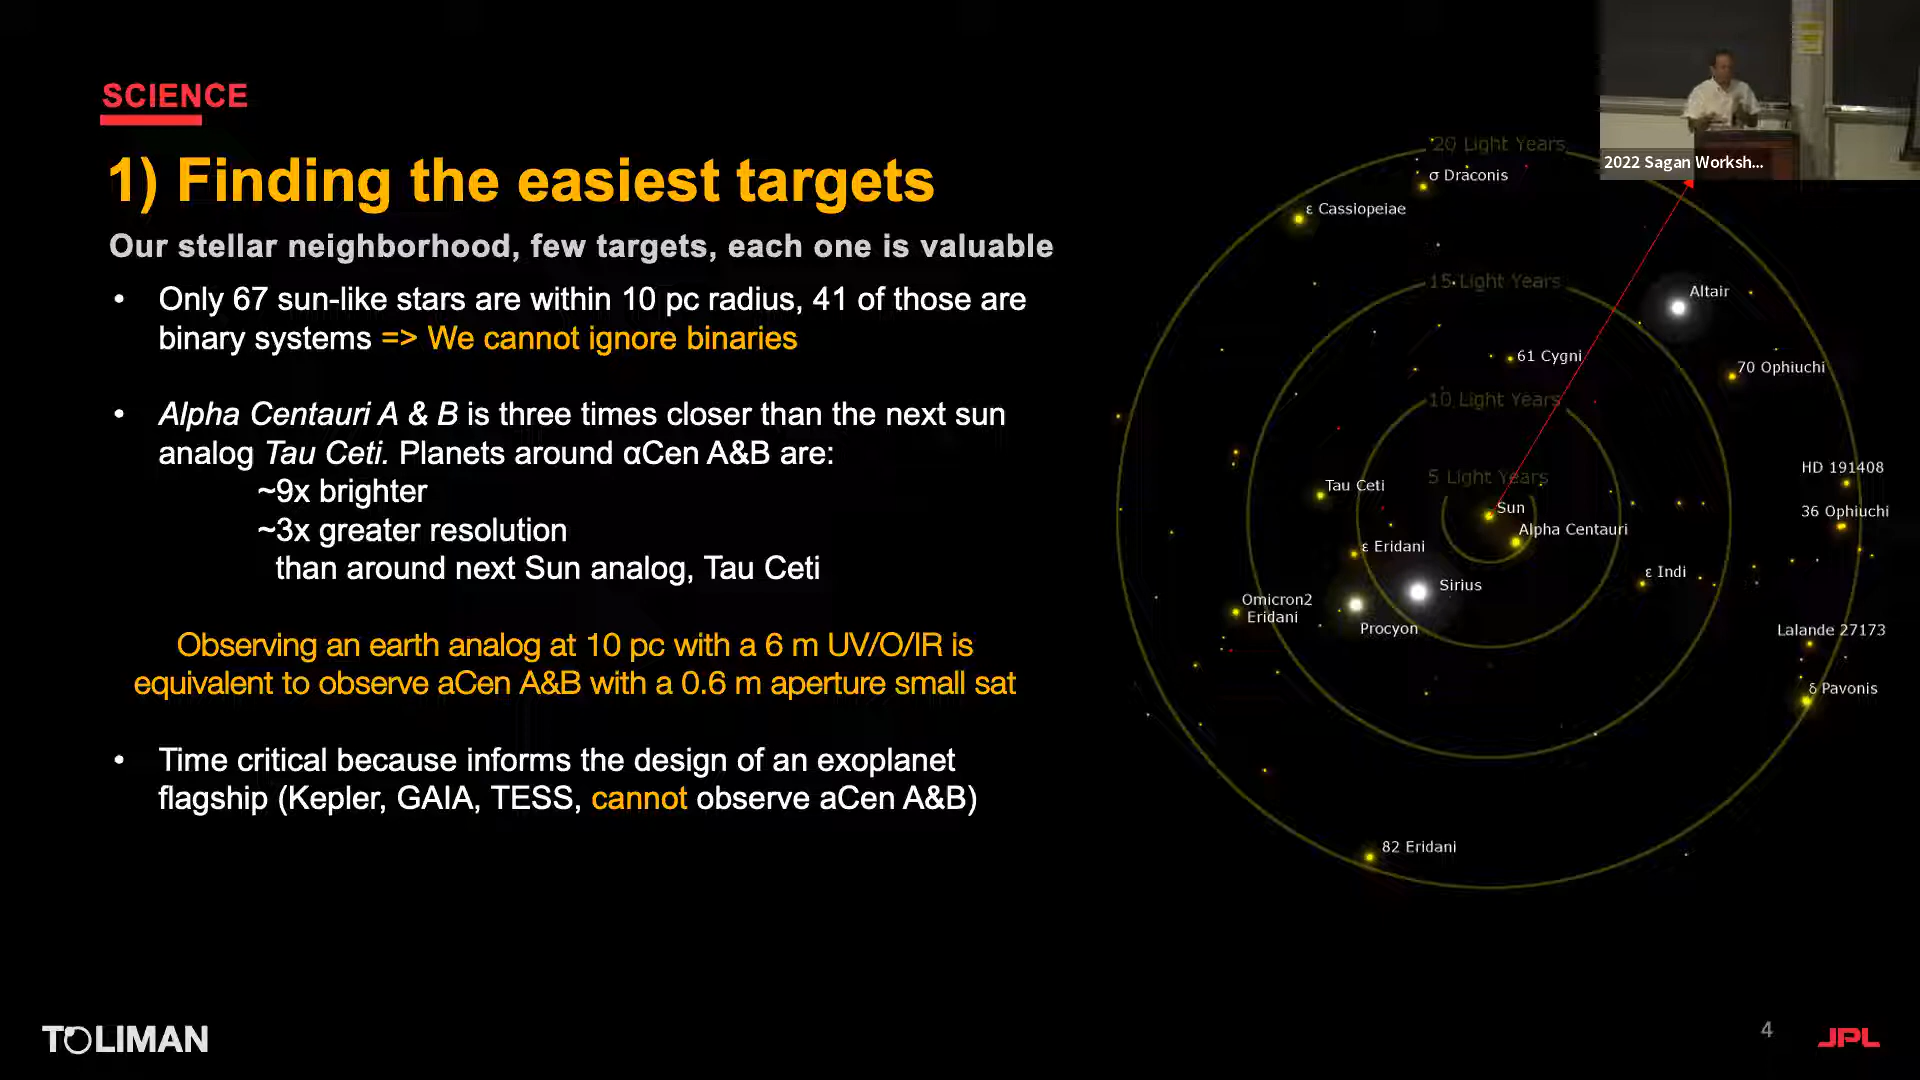 SCIENCE
1) Finding the easiest targets
Our stellar neighborhood, few targets, each one is valuable
• Only 67 sun-like stars are within 10 pc radius, 41 of those are
binary systems => We cannot ignore binaries
• Alpha Centauri A & B is three times closer than the next sun
analog Tau Ceti. Planets around αCen A&B are:
~9x brighter
~3x greater resolution
than around next Sun analog, Tau Ceti
Observing an earth analog at 10 pc with a 6 m UV/O/IR is
equivalent to observe aCen A&B with a 0.6 m aperture small sat
• Time critical because informs the design of an exoplanet
flagship (Kepler, GAIA, TESS, cannot observe aCen A&B)
2022 Sagan Worksh...
20 Light Years
σ Draconis
ε Cassiopeiae
15 Light Years
Altair
61 Cygni
70 Ophiuchi
10 Light Years
HD 191408
5 Light Years
Tau Ceti
Sun
36 Ophiuchi
Alpha Centauri
ε Eridani
ε Indi
Sirius
Omicron2
Eridani
Procyon
Lalande 27173
δ Pavonis
82 Eridani
TOLIMAN
4
JPL